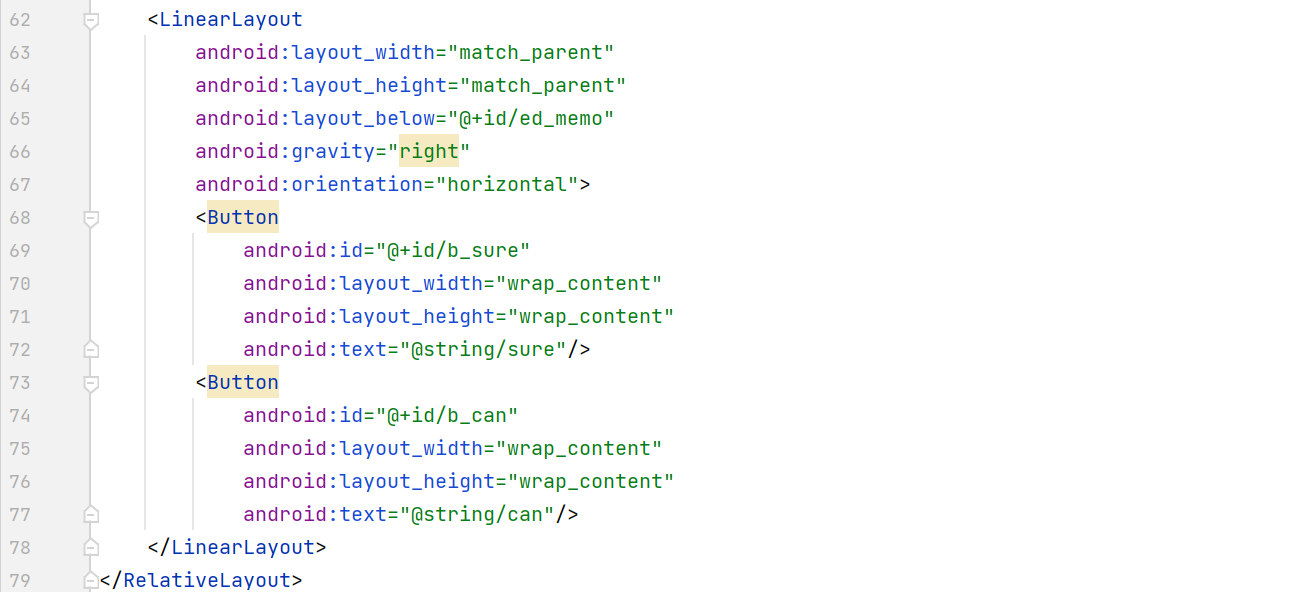 62 <LinearLayout
63 android:layout_width="match_parent"
64 android:layout_height="match_parent"
65 android:layout_below="@+id/ed_memo"
66 android:gravity="right"
67 android:orientation="horizontal">
68 <Button
69 android:id="@+id/b_sure"
70 android:layout_width="wrap_content"
71 android:layout_height="wrap_content"
72 android:text="@string/sure"/>
73 <Button
74 android:id="@+id/b_can"
75 android:layout_width="wrap_content"
76 android:layout_height="wrap_content"
77 android:text="@string/can"/>
78 </LinearLayout>
79 </RelativeLayout>